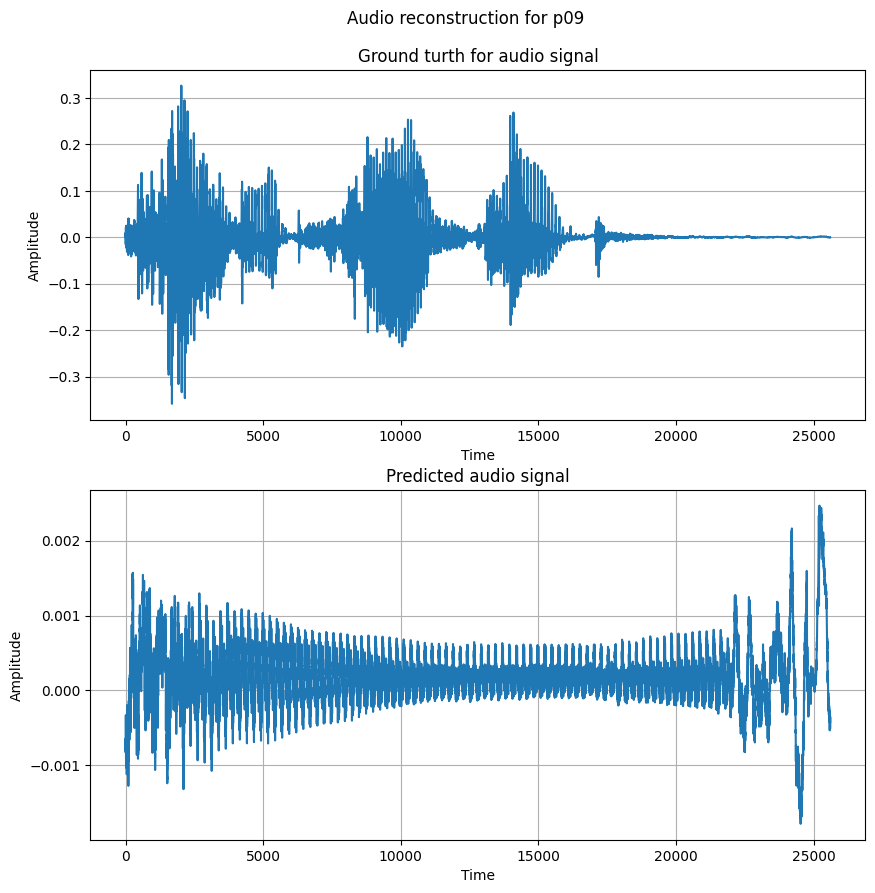 Audio reconstruction for p09
Ground turth for audio signal
0.3
0.2
0.1
0.0
−0.1
−0.2
−0.3
Amplitude
0 5000 10000 15000 20000 25000
Time
Predicted audio signal
0.002
0.001
0.000
−0.001
Amplitude
0 5000 10000 15000 20000 25000
Time